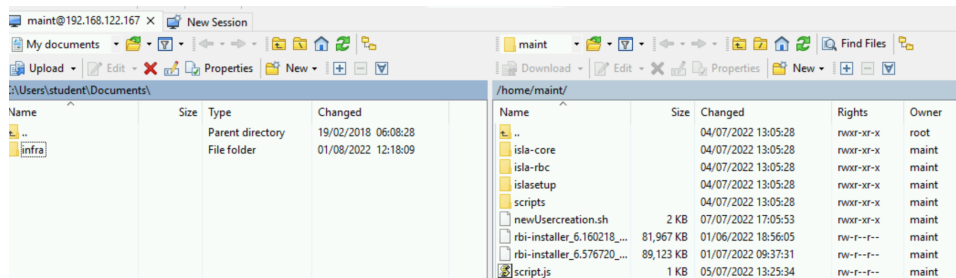 maint@192.168.122.167 × New Session
My documents maint Find Files
Upload Edit Properties New Download Edit Properties New
:\Users\student\Documents\ /home/maint/
Name Size Type Changed Name Size Changed Rights Owner
.. Parent directory 19/02/2018 06:08:28 .. 04/07/2022 13:05:28 rwxr-xr-x root
infra File folder 01/08/2022 12:18:09 isla-core 04/07/2022 13:05:28 rwxr-xr-x maint
isla-rbc 04/07/2022 13:05:28 rwxr-xr-x maint
islasetup 04/07/2022 13:05:28 rwxr-xr-x maint
scripts 04/07/2022 13:05:28 rwxr-xr-x maint
newUsercreation.sh 2 KB 07/07/2022 17:05:53 rwxr-xr-x maint
rbi-installer_6.160218_... 81,967 KB 01/06/2022 18:56:05 rw-r--r-- maint
rbi-installer_6.576720_... 89,123 KB 01/07/2022 09:37:31 rw-r--r-- maint
script.js 1 KB 05/07/2022 13:25:34 rw-r--r-- maint